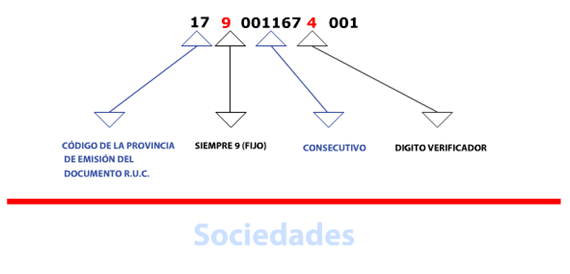 17 9 001167 4 001
CÓDIGO DE LA PROVINCIA
DE EMISIÓN DEL
DOCUMENTO R.U.C.
SIEMPRE 9 (FIJO)
CONSECUTIVO
DIGITO VERIFICADOR
Sociedades